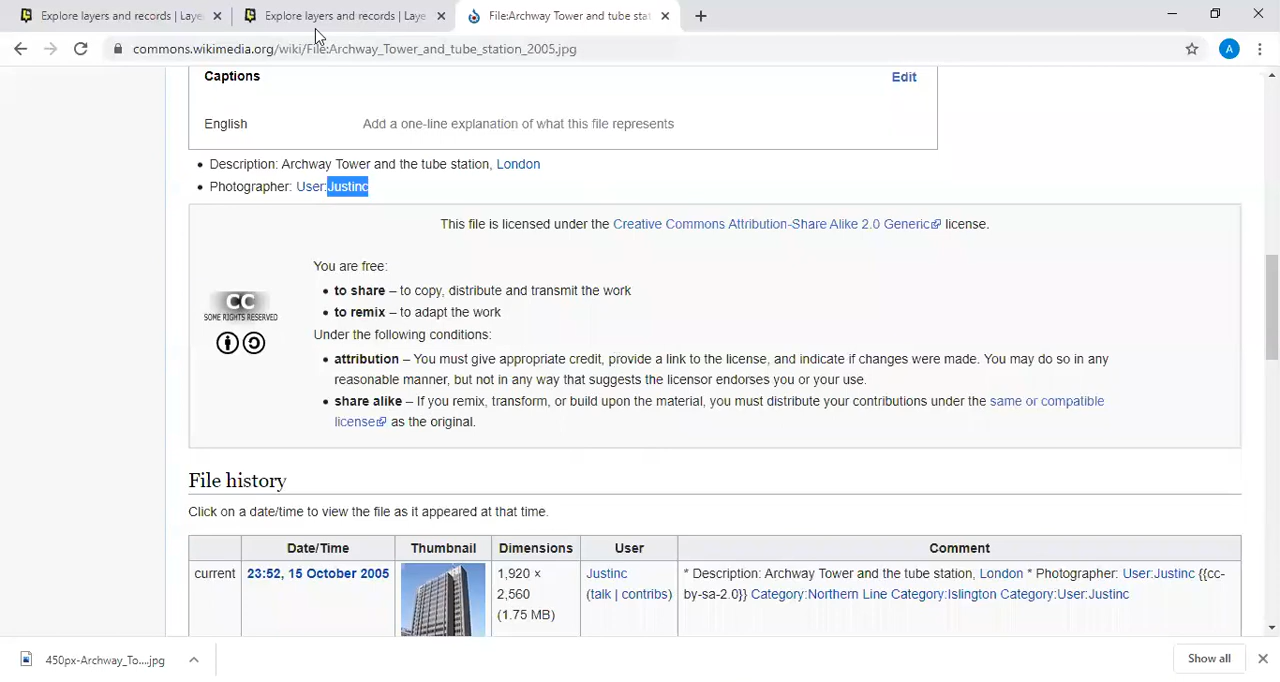 Explore layers and records | Laye
Explore layers and records | Laye
File:Archway Tower and tube stat
commons.wikimedia.org/wiki/File:Archway_Tower_and_tube_station_2005.jpg
A
Captions
Edit
English
Add a one-line explanation of what this file represents
• Description: Archway Tower and the tube station, London
• Photographer: User:Justinc
This file is licensed under the Creative Commons Attribution-Share Alike 2.0 Generic license.
You are free:
• to share – to copy, distribute and transmit the work
• to remix – to adapt the work
Under the following conditions:
• attribution – You must give appropriate credit, provide a link to the license, and indicate if changes were made. You may do so in any
reasonable manner, but not in any way that suggests the licensor endorses you or your use.
• share alike – If you remix, transform, or build upon the material, you must distribute your contributions under the same or compatible
license as the original.
CC
SOME RIGHTS RESERVED
File history
Click on a date/time to view the file as it appeared at that time.
Date/Time Thumbnail Dimensions User Comment
current 23:52, 15 October 2005 1,920 × Justinc * Description: Archway Tower and the tube station, London * Photographer: User:Justinc {{cc-
2,560 (talk | contribs) by-sa-2.0}} Category:Northern Line Category:Islington Category:User:Justinc
(1.75 MB)
450px-Archway_To....jpg
Show all